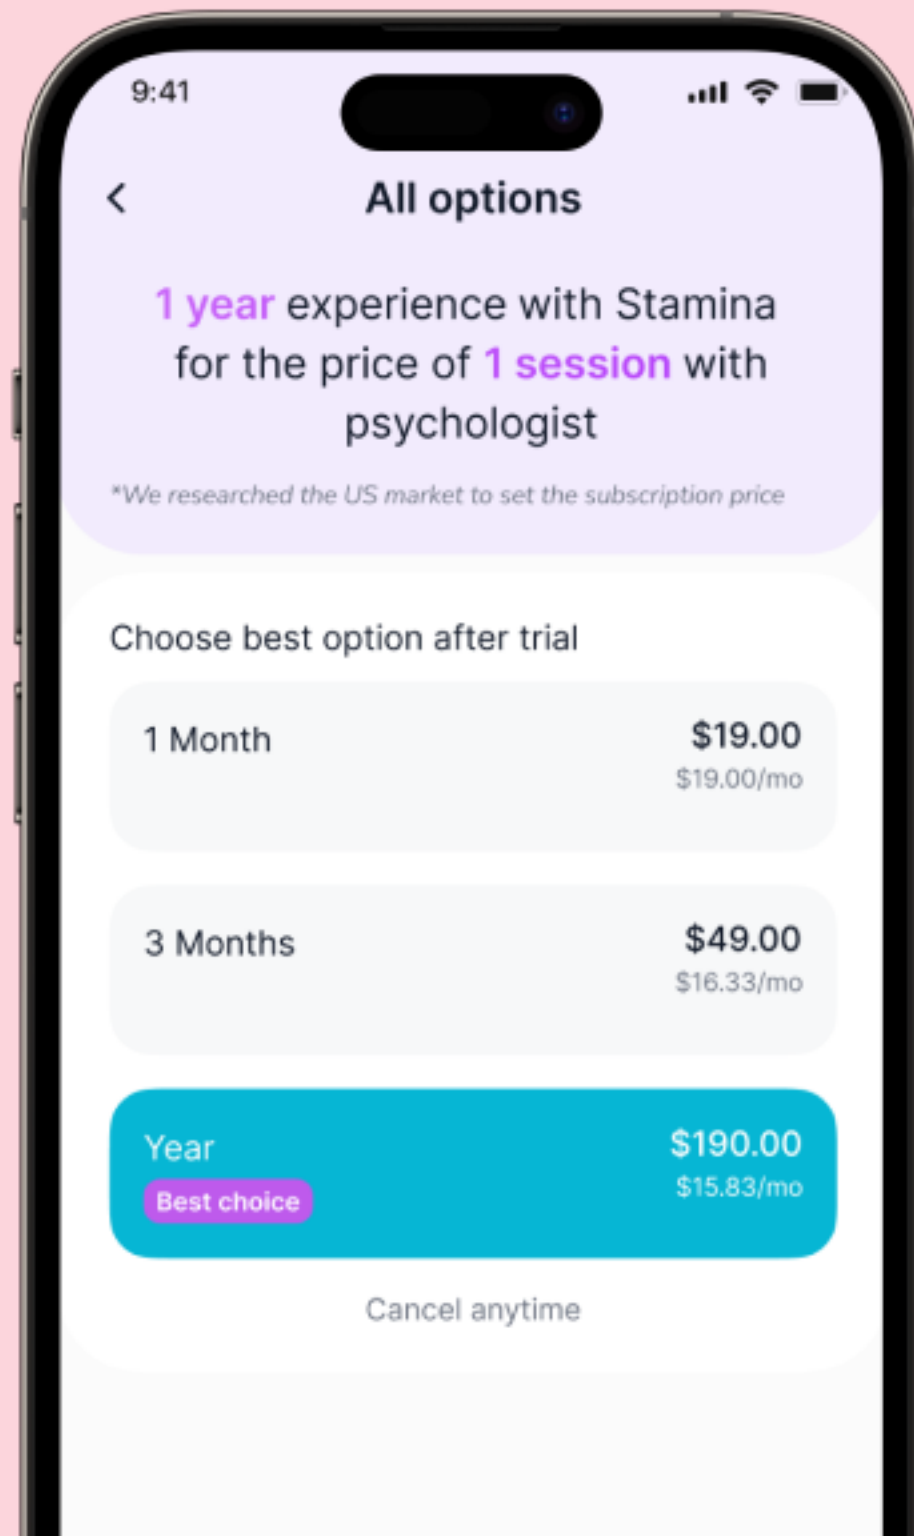 9:41
All options
1 year experience with Stamina
for the price of 1 session with
psychologist
*We researched the US market to set the subscription price
Choose best option after trial
1 Month
$19.00
$19.00/mo
3 Months
$49.00
$16.33/mo
Year
$190.00
Best choice
$15.83/mo
Cancel anytime